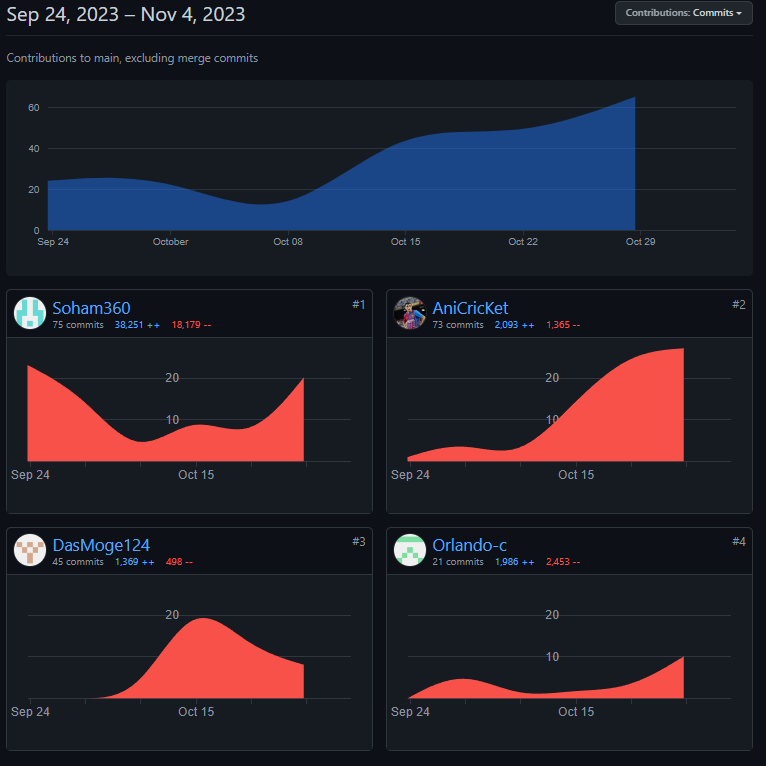 Sep 24, 2023 – Nov 4, 2023
Contributions: Commits
Contributions to main, excluding merge commits
60
40
20
0
Sep 24 October Oct 08 Oct 15 Oct 22 Oct 29
Soham360 #1
75 commits 38,251 ++ 18,179 --
20
10
Sep 24 Oct 15
AniCricKet #2
73 commits 2,093 ++ 1,365 --
20
10
Sep 24 Oct 15
DasMoge124 #3
45 commits 1,369 ++ 498 --
20
Sep 24 Oct 15
Orlando-c #4
21 commits 1,986 ++ 2,453 --
20
10
Sep 24 Oct 15